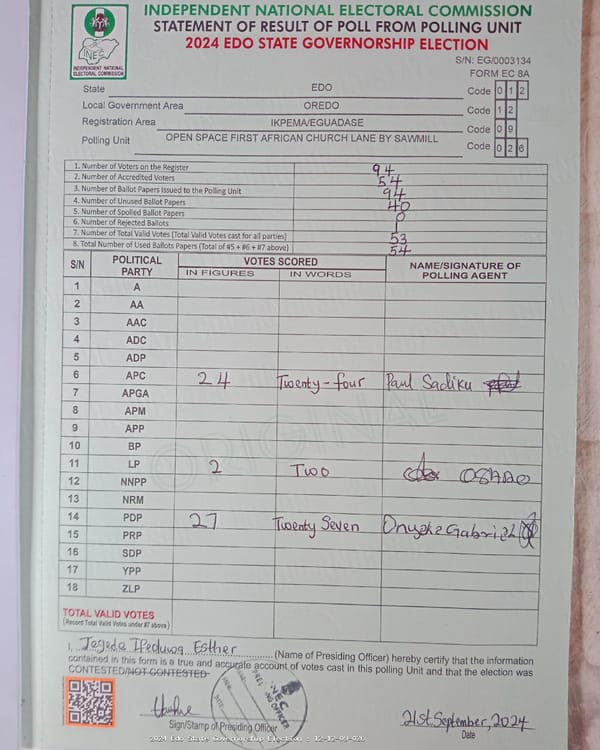 INDEPENDENT NATIONAL ELECTORAL COMMISSION
STATEMENT OF RESULT OF POLL FROM POLLING UNIT
2024 EDO STATE GOVERNORSHIP ELECTION
INEC
INDEPENDENT NATIONAL ELECTORAL COMMISSION
S/N: EG/0003134
FORM EC 8A
State EDO Code 0 1 2
Local Government Area OREDO Code 1 2
Registration Area IKPEMA/EGUADASE Code 0 9
Polling Unit OPEN SPACE FIRST AFRICAN CHURCH LANE BY SAWMILL Code 0 2 6
1. Number of Voters on the Register 94
2. Number of Accredited Voters 54
3. Number of Ballot Papers Issued to the Polling Unit 94
4. Number of Unused Ballot Papers 40
5. Number of Spoiled Ballot Papers 0
6. Number of Rejected Ballots 1
7. Number of Total Valid Votes (Total Valid Votes cast for all parties) 53
8. Total Number of Used Ballots Papers (Total of #5 + #6 + #7 above) 54
S/N POLITICAL PARTY VOTES SCORED NAME/SIGNATURE OF POLLING AGENT
IN FIGURES IN WORDS
1 A
2 AA
3 AAC
4 ADC
5 ADP
6 APC 24 Twenty-four Paul Sadiku
7 APGA
8 APM
9 APP
10 BP
11 LP 2 Two
12 NNPP
13 NRM
14 PDP 27 Twenty Seven Gabriel
15 PRP
16 SDP
17 YPP
18 ZLP
ORIGINAL
TOTAL VALID VOTES
(Record Total Valid Votes under #7 above)
I, Jegede Ifeduwa Esther (Name of Presiding Officer) hereby certify that the information
contained in this form is a true and accurate account of votes cast in this polling Unit and that the election was
CONTESTED/NOT CONTESTED
Sign/Stamp of Presiding Officer
INEC
21st September, 2024
Date
2024 Edo State Governorship Election - 12-12-09-026